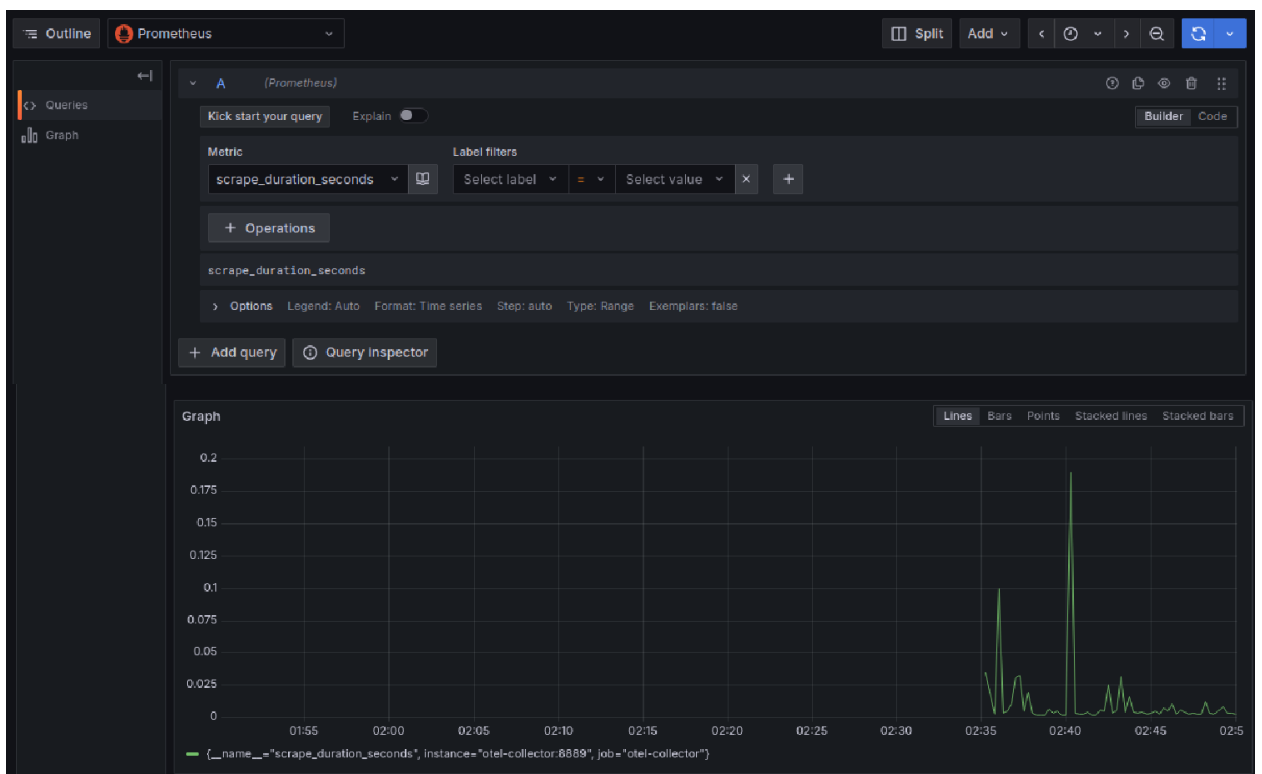 Outline Prometheus Split Add
A (Prometheus)
Queries
Kick start your query Explain Builder Code
Graph
Metric Label filters
scrape_duration_seconds Select label = Select value × +
+ Operations
scrape_duration_seconds
> Options Legend: Auto Format: Time series Step: auto Type: Range Exemplars: false
+ Add query Query inspector
Graph Lines Bars Points Stacked lines Stacked bars
0.2
0.175
0.15
0.125
0.1
0.075
0.05
0.025
0
01:55 02:00 02:05 02:10 02:15 02:20 02:25 02:30 02:35 02:40 02:45 02:5
{__name__="scrape_duration_seconds", instance="otel-collector:8889", job="otel-collector"}